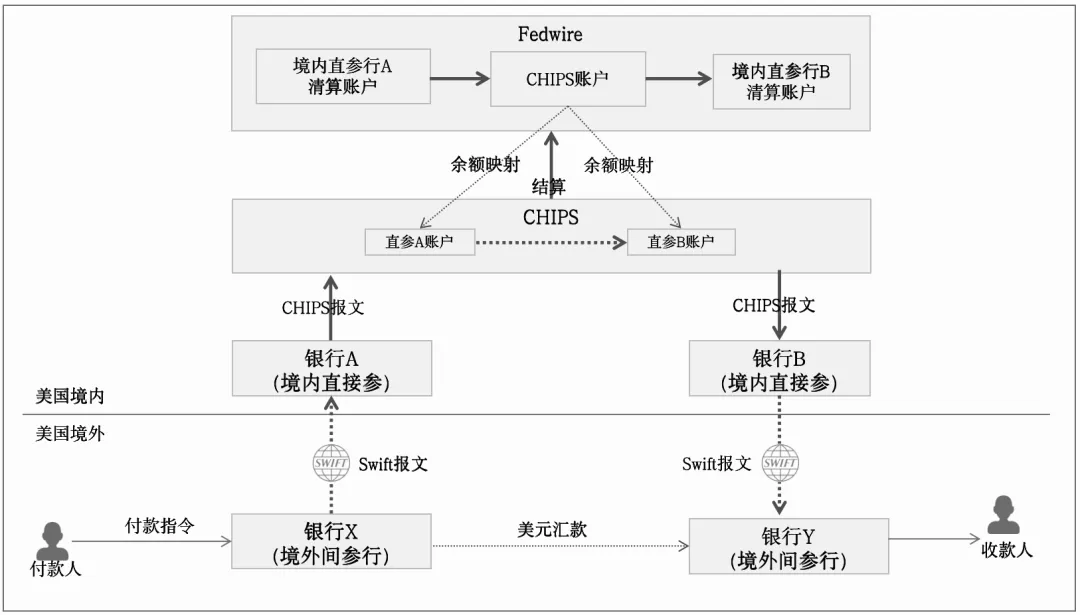 Fedwire
境内直参行A
清算账户
CHIPS账户
境内直参行B
清算账户
余额映射
余额映射
结算
CHIPS
直参A账户
直参B账户
CHIPS报文
CHIPS报文
银行A
(境内直接参)
银行B
(境内直接参)
美国境内
美国境外
SWIFT
Swift报文
Swift报文
SWIFT
付款指令
银行X
(境外间参行)
美元汇款
银行Y
(境外间参行)
付款人
收款人